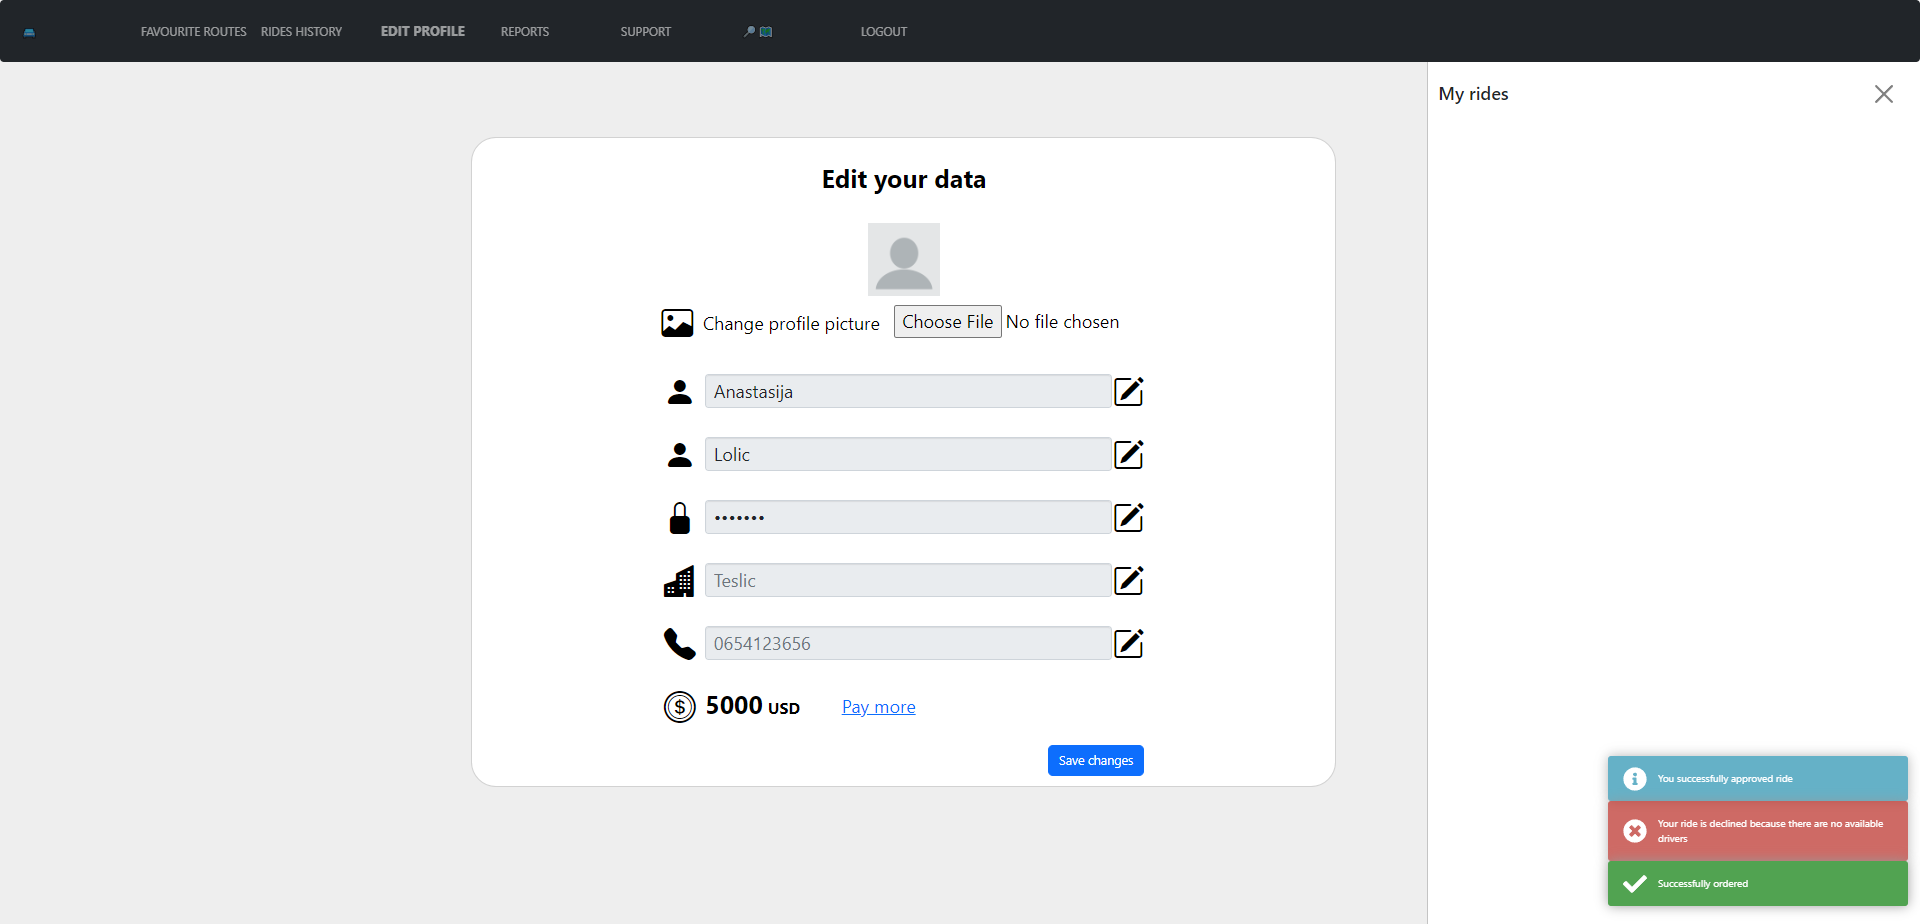 FAVOURITE ROUTES RIDES HISTORY EDIT PROFILE REPORTS SUPPORT LOGOUT
My rides
Edit your data
Change profile picture Choose File No file chosen
Anastasija
Lolic
•••••••
Teslic
0654123656
$ 5000 USD Pay more
Save changes
You successfully approved ride
Your ride is declined because there are no available
drivers
Successfully ordered